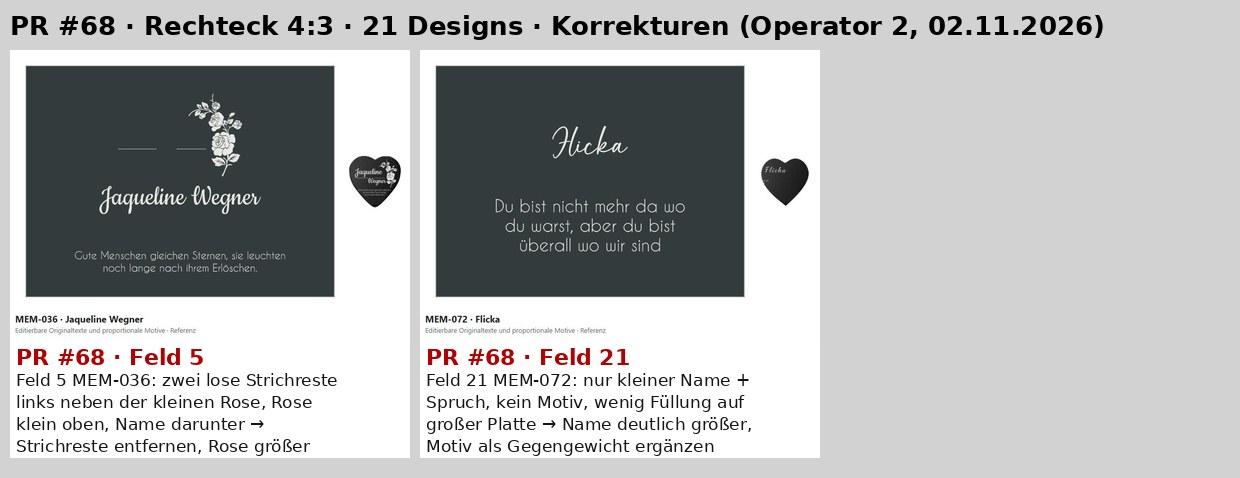 PR #68 · Rechteck 4:3 · 21 Designs · Korrekturen (Operator 2, 02.11.2026)
Jaqueline Wegner
Gute Menschen gleichen Sternen, sie leuchten
noch lange nach ihrem Erlöschen.
Jaqueline
Wegner
MEM-036 · Jaqueline Wegner
Editierbare Originaltexte und proportionale Motive · Referenz
PR #68 · Feld 5
Feld 5 MEM-036: zwei lose Strichreste
links neben der kleinen Rose, Rose
klein oben, Name darunter →
Strichreste entfernen, Rose größer
Flicka
Du bist nicht mehr da wo
du warst, aber du bist
überall wo wir sind
Flicka
MEM-072 · Flicka
Editierbare Originaltexte und proportionale Motive · Referenz
PR #68 · Feld 21
Feld 21 MEM-072: nur kleiner Name +
Spruch, kein Motiv, wenig Füllung auf
großer Platte → Name deutlich größer,
Motiv als Gegengewicht ergänzen